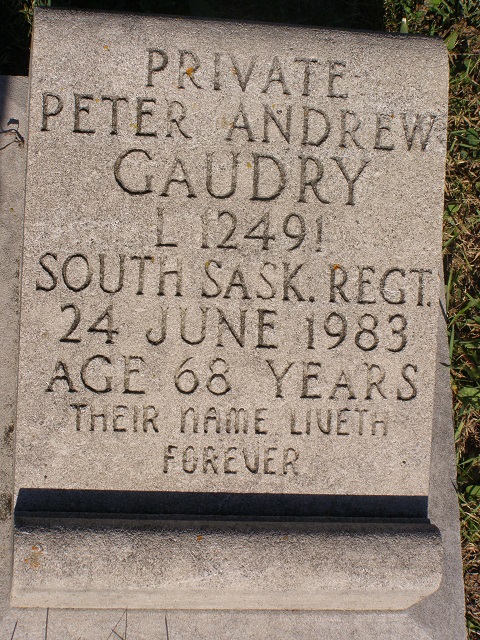 PRIVATE
PETER ANDREW
GAUDRY
L 12491
SOUTH SASK. REGT.
24 JUNE 1983
AGE 68 YEARS
THEIR NAME LIVETH
FOREVER